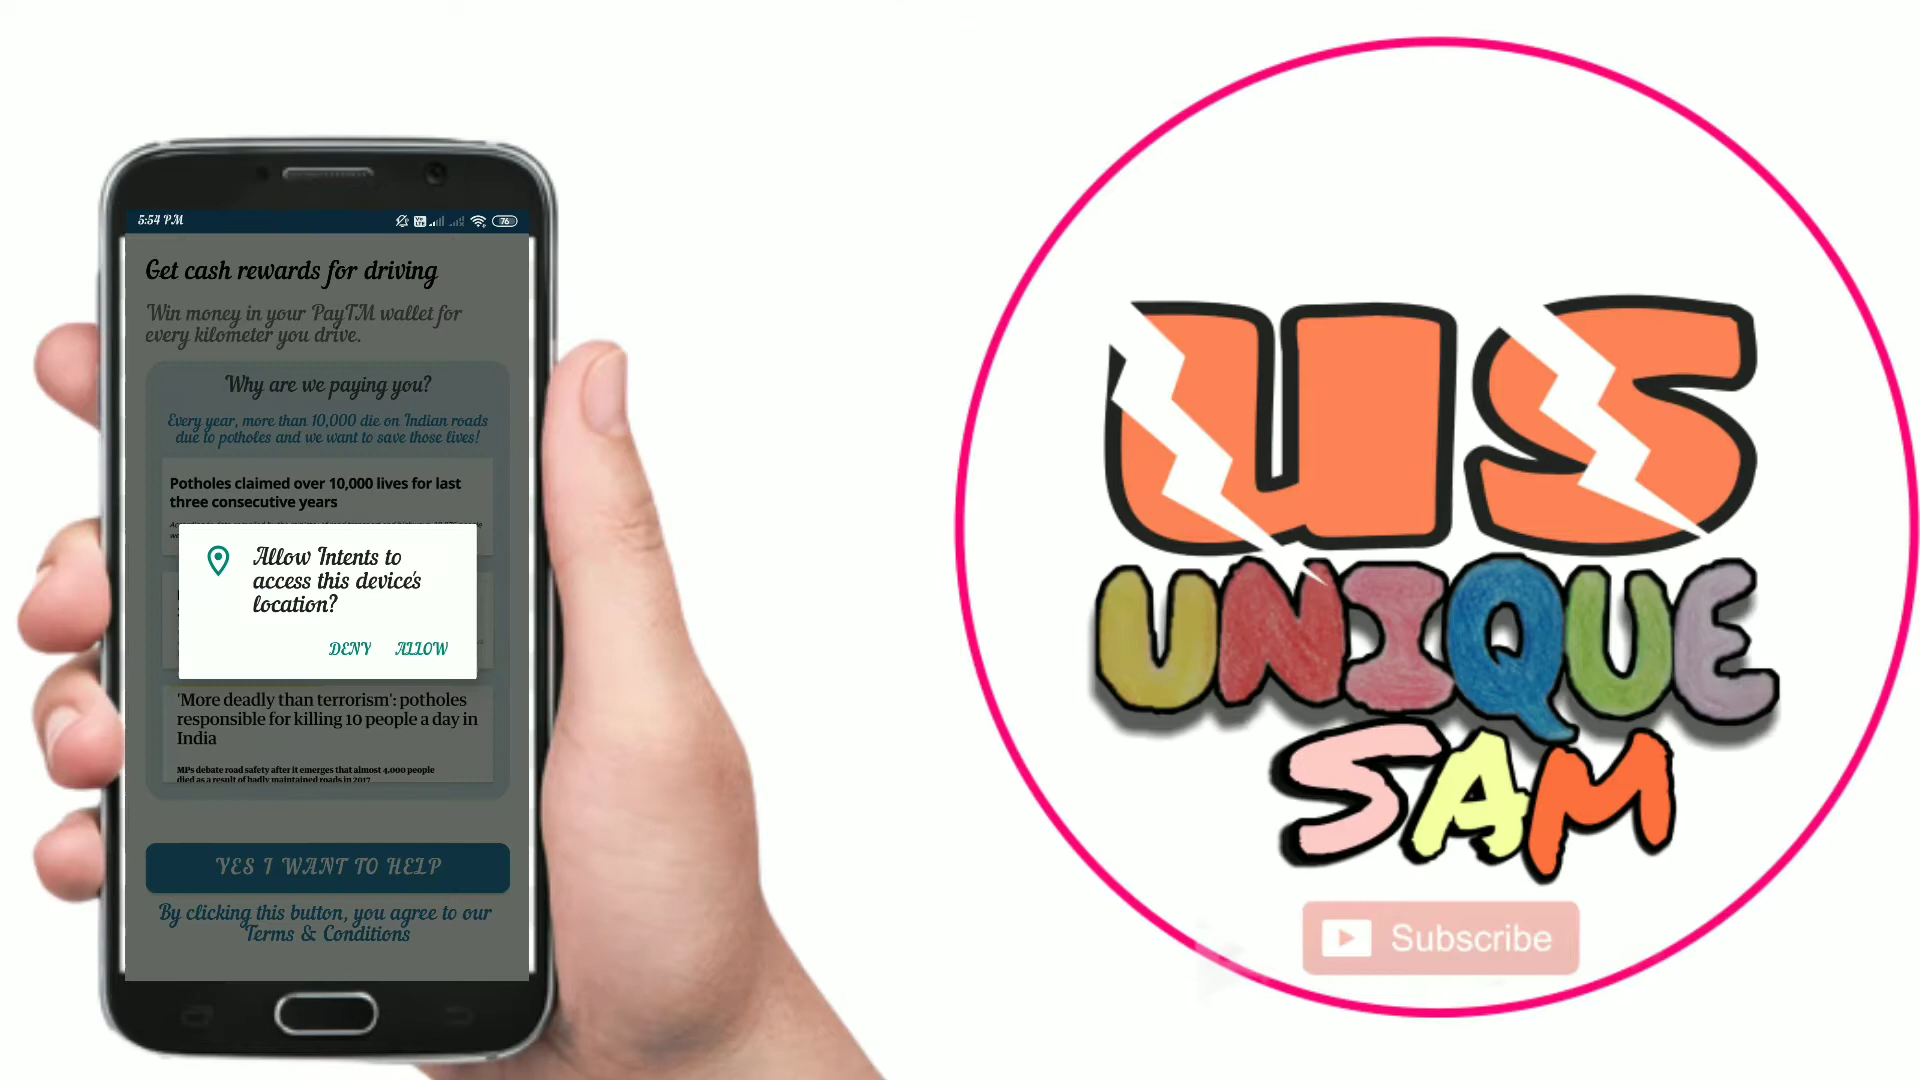 5:54 PM
76
Get cash rewards for driving
Win money in your PayTM wallet for
every kilometer you drive.
Why are we paying you?
Every year, more than 10,000 die on Indian roads
due to potholes and we want to save those lives!
Potholes claimed over 10,000 lives for last
three consecutive years
Allow Intents to
access this device's
location?
DENY ALLOW
'More deadly than terrorism': potholes
responsible for killing 10 people a day in
India
MPs debate road safety after it emerges that almost 4,000 people
died as a result of badly maintained roads in 2017
YES I WANT TO HELP
By clicking this button, you agree to our
Terms & Conditions
US
UNIQUE
SAM
Subscribe